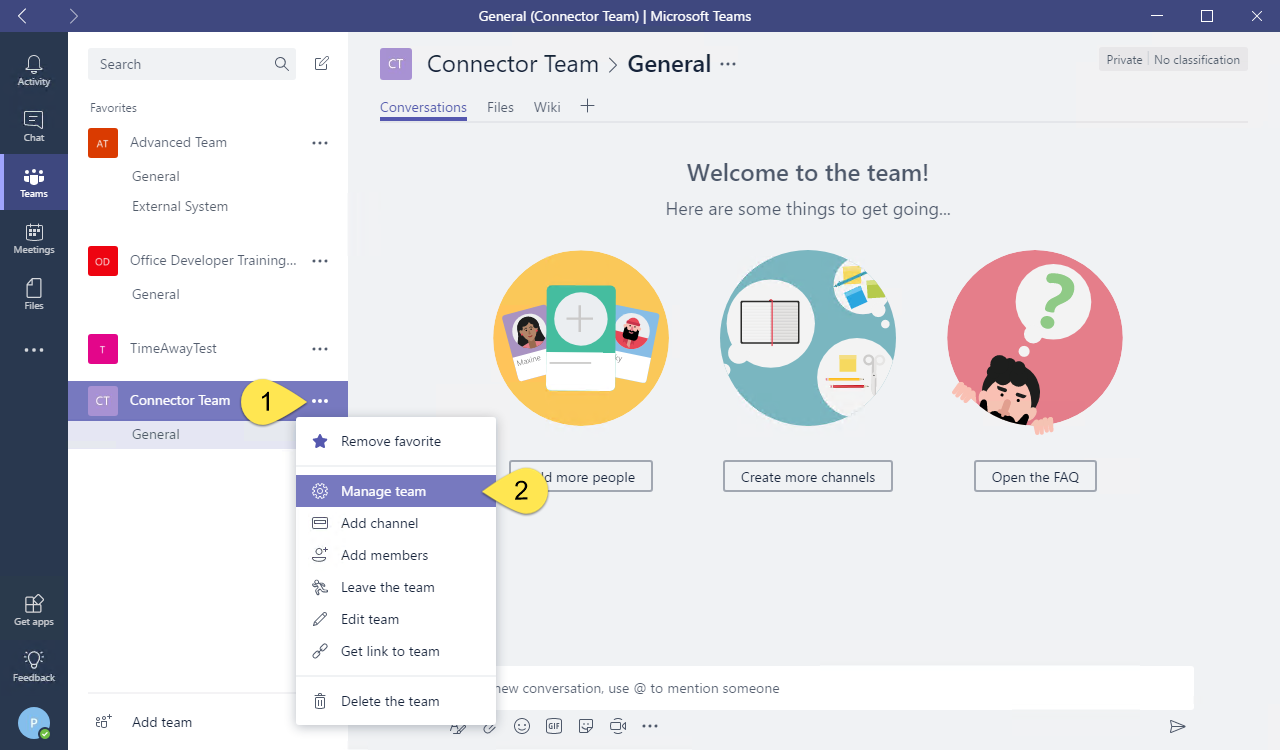 General (Connector Team) | Microsoft Teams
Activity
Chat
Teams
Meetings
Files
Get apps
Feedback
P
Search
Favorites
AT Advanced Team
General
External System
OD Office Developer Training...
General
T TimeAwayTest
CT Connector Team
General
1
Remove favorite
Manage team
2
Add channel
Add members
Leave the team
Edit team
Get link to team
Delete the team
Add team
CT Connector Team > General
Private No classification
Conversations Files Wiki
Welcome to the team!
Here are some things to get going...
Maxine
?
more people
Create more channels
Open the FAQ
new conversation, use @ to mention someone
GIF